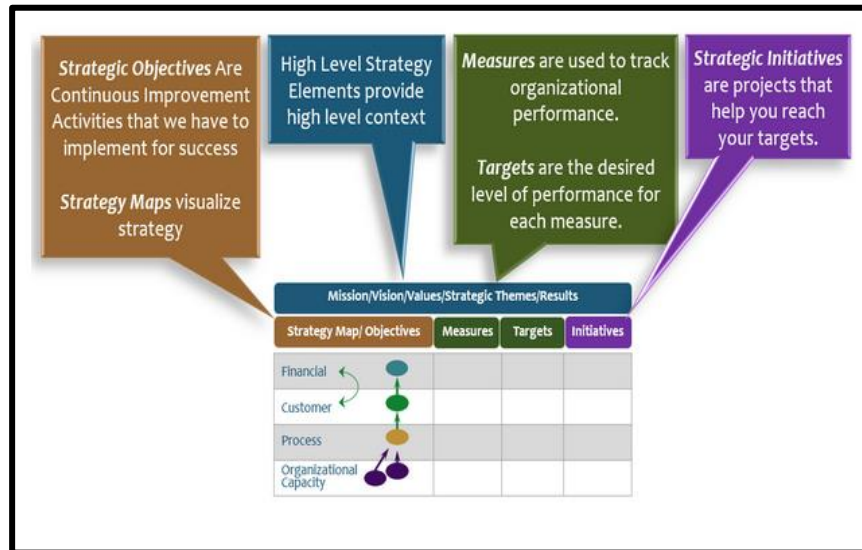 Strategic Objectives Are
Continuous Improvement
Activities that we have to
implement for success
Strategy Maps visualize
strategy
High Level Strategy
Elements provide
high level context
Measures are used to track
organizational
performance.
Targets are the desired
level of performance for
each measure.
Strategic Initiatives
are projects that
help you reach
your targets.
Mission/Vision/Values/Strategic Themes/Results
Strategy Map/ Objectives
Measures
Targets
Initiatives
Financial
Customer
Process
Organizational
Capacity